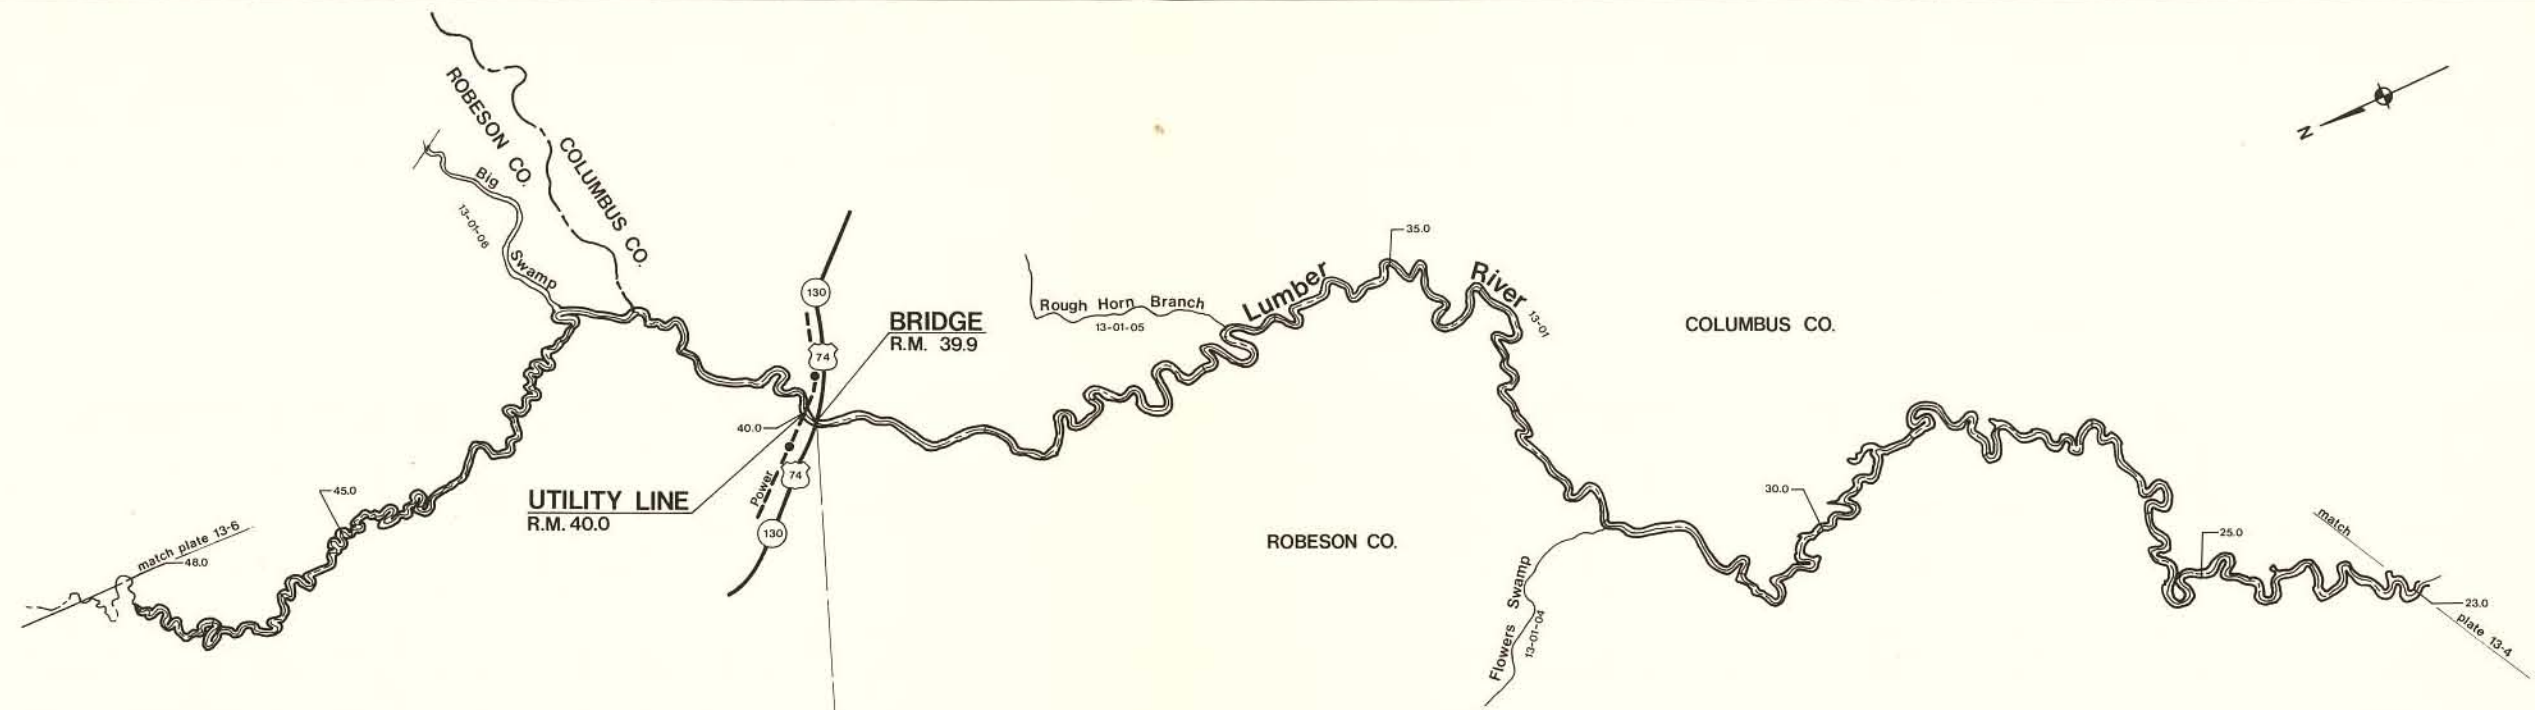 ROBESON CO.
COLUMBUS CO.
Big Swamp
13-01-06
130
74
BRIDGE
R.M. 39.9
40.0
UTILITY LINE
R.M. 40.0
Power
74
130
45.0
match plate 13-6
48.0
Rough Horn Branch
13-01-05
Lumber River
13-01
35.0
COLUMBUS CO.
ROBESON CO.
Flowers Swamp
13-01-04
30.0
25.0
match
23.0
plate 13-4
N